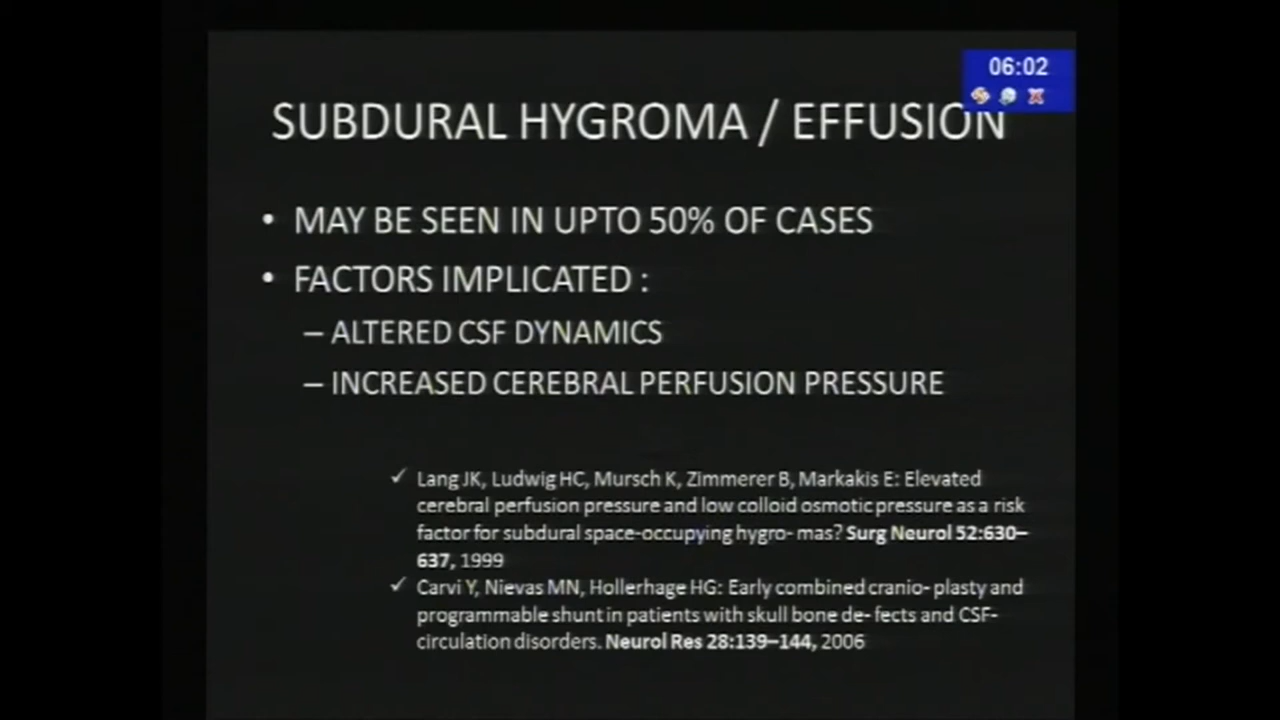 06:02
SUBDURAL HYGROMA / EFFUSION
• MAY BE SEEN IN UPTO 50% OF CASES
• FACTORS IMPLICATED :
– ALTERED CSF DYNAMICS
– INCREASED CEREBRAL PERFUSION PRESSURE
✓ Lang JK, Ludwig HC, Mursch K, Zimmerer B, Markakis E: Elevated
cerebral perfusion pressure and low colloid osmotic pressure as a risk
factor for subdural space-occupying hygro- mas? Surg Neurol 52:630–
637, 1999
✓ Carvi Y, Nievas MN, Hollerhage HG: Early combined cranio- plasty and
programmable shunt in patients with skull bone de- fects and CSF-
circulation disorders. Neurol Res 28:139–144, 2006